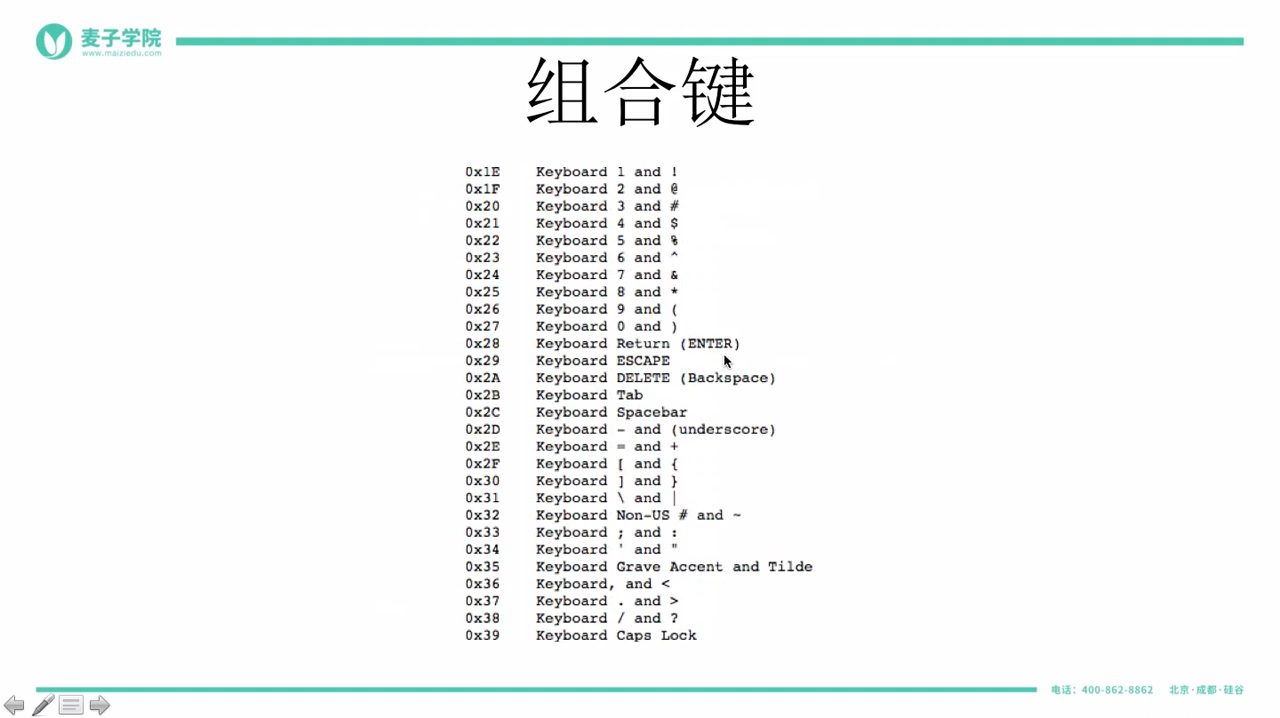 麦子学院
www.maiziedu.com
组合键
0x1E Keyboard 1 and !
0x1F Keyboard 2 and @
0x20 Keyboard 3 and #
0x21 Keyboard 4 and $
0x22 Keyboard 5 and %
0x23 Keyboard 6 and ^
0x24 Keyboard 7 and &
0x25 Keyboard 8 and *
0x26 Keyboard 9 and (
0x27 Keyboard 0 and )
0x28 Keyboard Return (ENTER)
0x29 Keyboard ESCAPE
0x2A Keyboard DELETE (Backspace)
0x2B Keyboard Tab
0x2C Keyboard Spacebar
0x2D Keyboard - and (underscore)
0x2E Keyboard = and +
0x2F Keyboard [ and {
0x30 Keyboard ] and }
0x31 Keyboard \ and |
0x32 Keyboard Non-US # and ~
0x33 Keyboard ; and :
0x34 Keyboard ' and "
0x35 Keyboard Grave Accent and Tilde
0x36 Keyboard, and <
0x37 Keyboard . and >
0x38 Keyboard / and ?
0x39 Keyboard Caps Lock
电话：400-862-8862 北京·成都·硅谷